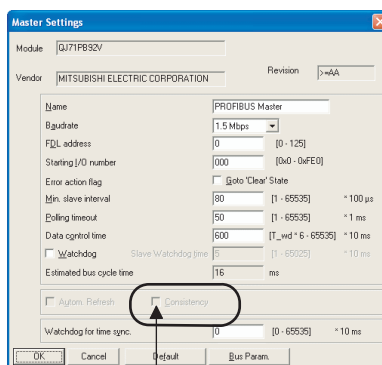 Master Settings
Module QJ71PB92V
Vendor MITSUBISHI ELECTRIC CORPORATION Revision >=AA
Name PROFIBUS Master
Baudrate 1.5 Mbps
FDL address 0 [0 - 125]
Starting I/O number 000 [0x0 - 0xFE0]
Error action flag Goto 'Clear' State
Min. slave interval 80 [1 - 65535] * 100 µs
Polling timeout 50 [1 - 65535] * 1 ms
Data control time 600 [T_wd * 6 - 65535] * 10 ms
Watchdog Slave Watchdog time 5 [1 - 65025] * 10 ms
Estimated bus cycle time 16 ms
Autom. Refresh Consistency
Watchdog for time sync. 0 [0 - 65535] * 10 ms
OK Cancel Default Bus Param.